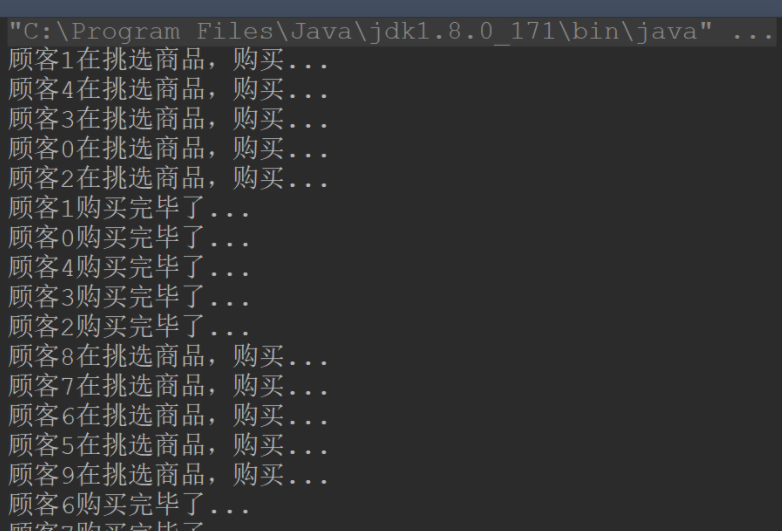 "C:\Program Files\Java\jdk1.8.0_171\bin\java" ...
顾客1在挑选商品，购买...
顾客4在挑选商品，购买...
顾客3在挑选商品，购买...
顾客0在挑选商品，购买...
顾客2在挑选商品，购买...
顾客1购买完毕了...
顾客0购买完毕了...
顾客4购买完毕了...
顾客3购买完毕了...
顾客2购买完毕了...
顾客8在挑选商品，购买...
顾客7在挑选商品，购买...
顾客6在挑选商品，购买...
顾客5在挑选商品，购买...
顾客9在挑选商品，购买...
顾客6购买完毕了...